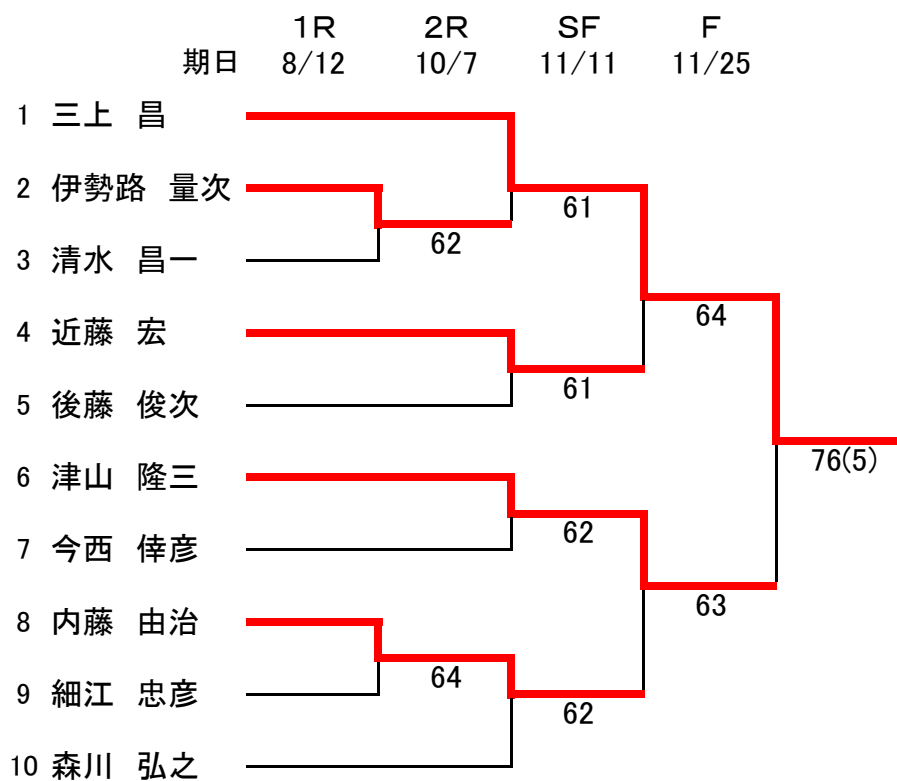 1R 2R SF F
期日 8/12 10/7 11/11 11/25
1 三上 昌
2 伊勢路 量次
61
62
3 清水 昌一
64
4 近藤 宏
61
5 後藤 俊次
76(5)
6 津山 隆三
62
7 今西 倖彦
63
8 内藤 由治
64
9 細江 忠彦
62
10 森川 弘之